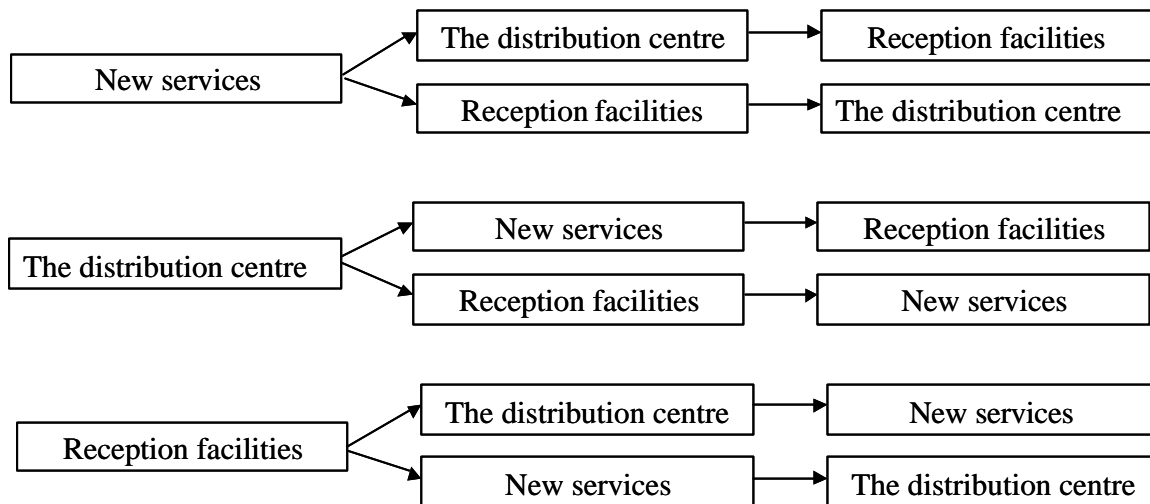 The distribution centre
Reception facilities
New services
Reception facilities
The distribution centre
New services
Reception facilities
The distribution centre
Reception facilities
New services
The distribution centre
New services
Reception facilities
New services
The distribution centre